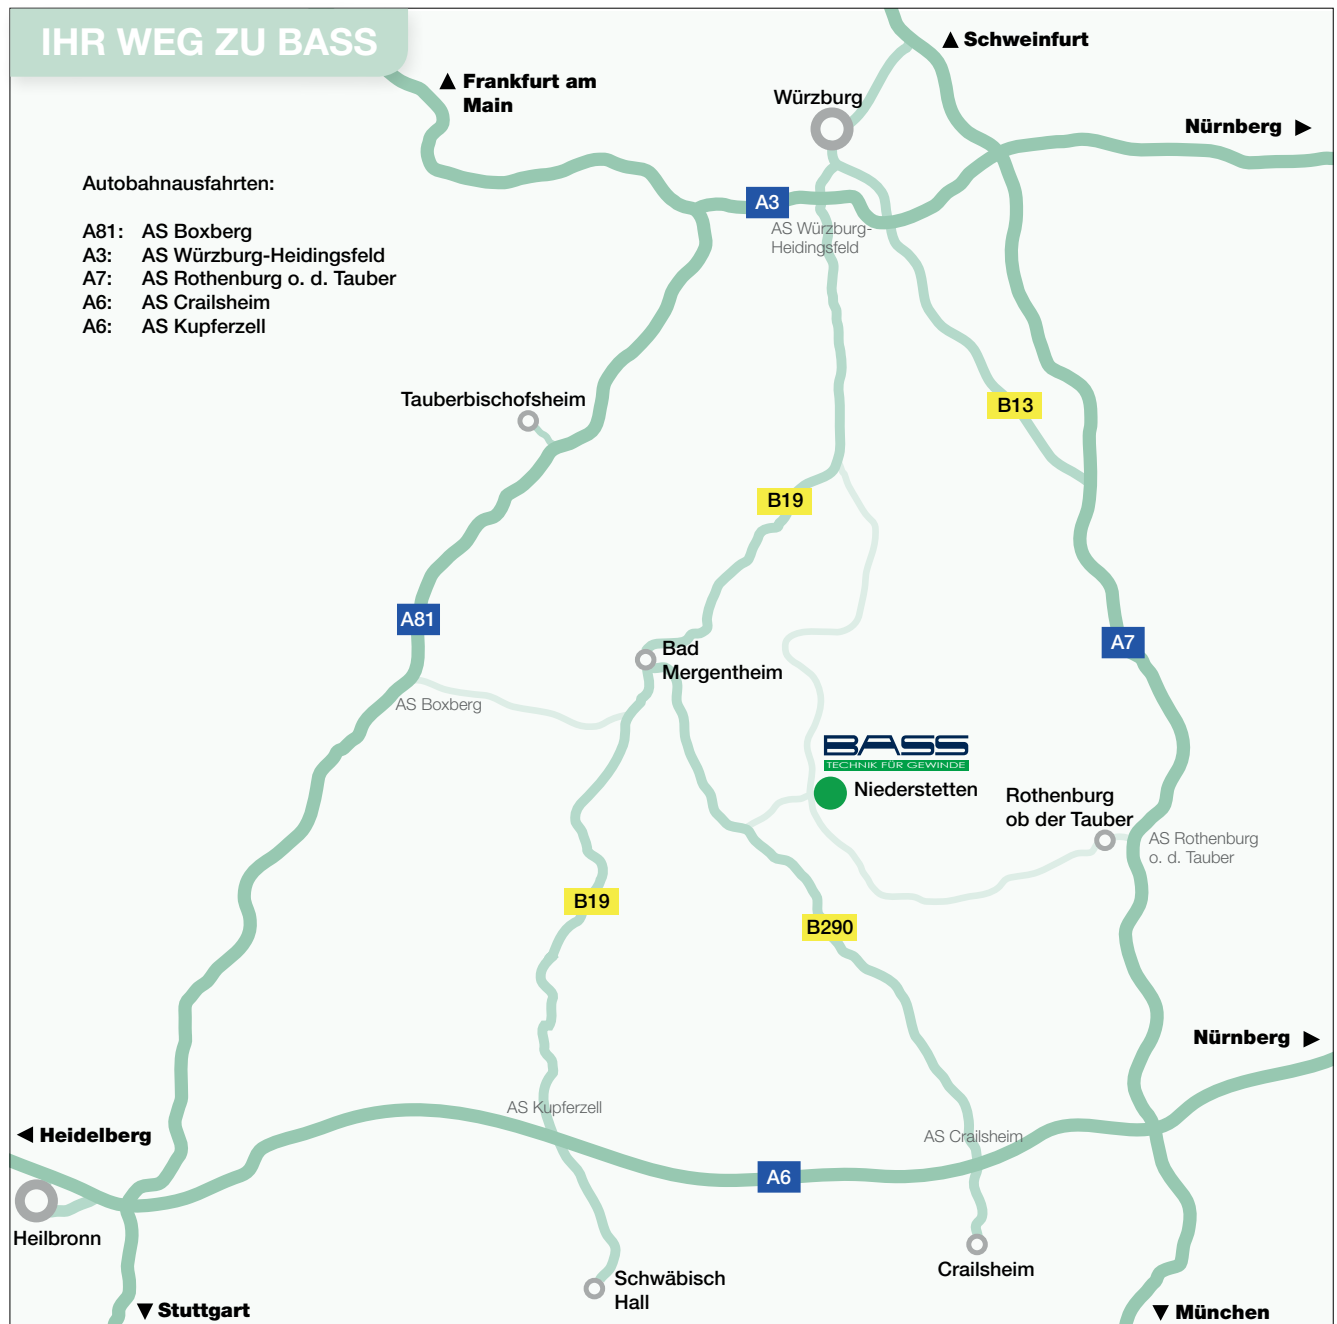 IHR WEG ZU BASS
▲ Schweinfurt
▲ Frankfurt am
Main
Würzburg
Nürnberg ▶
Autobahnausfahrten:
A81: AS Boxberg
A3: AS Würzburg-Heidingsfeld
A7: AS Rothenburg o. d. Tauber
A6: AS Crailsheim
A6: AS Kupferzell
A3
AS Würzburg-
Heidingsfeld
Tauberbischofsheim
B13
B19
A81
A7
Bad
Mergentheim
AS Boxberg
BASS
TECHNIK FÜR GEWINDE
Niederstetten
Rothenburg
ob der Tauber
AS Rothenburg
o. d. Tauber
B19
B290
Nürnberg ▶
AS Kupferzell
◀ Heidelberg
AS Crailsheim
A6
Heilbronn
Crailsheim
Schwäbisch
Hall
▼ Stuttgart
▼ München